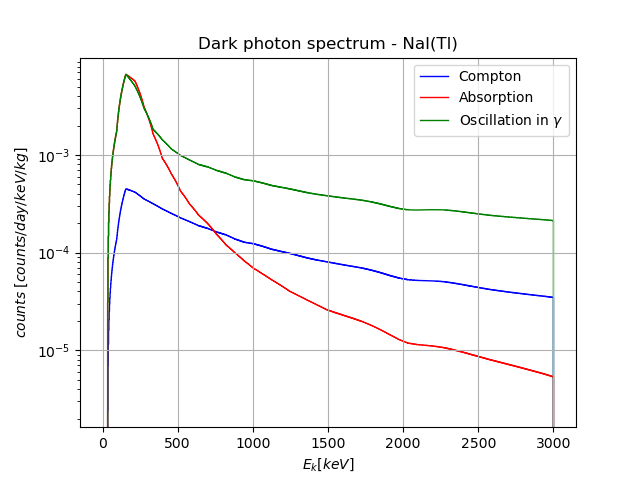 Dark photon spectrum - NaI(Tl)
Compton
Absorption
Oscillation in γ
counts [counts/day/keV/kg]
10⁻³
10⁻⁴
10⁻⁵
0 500 1000 1500 2000 2500 3000
E_k[keV]